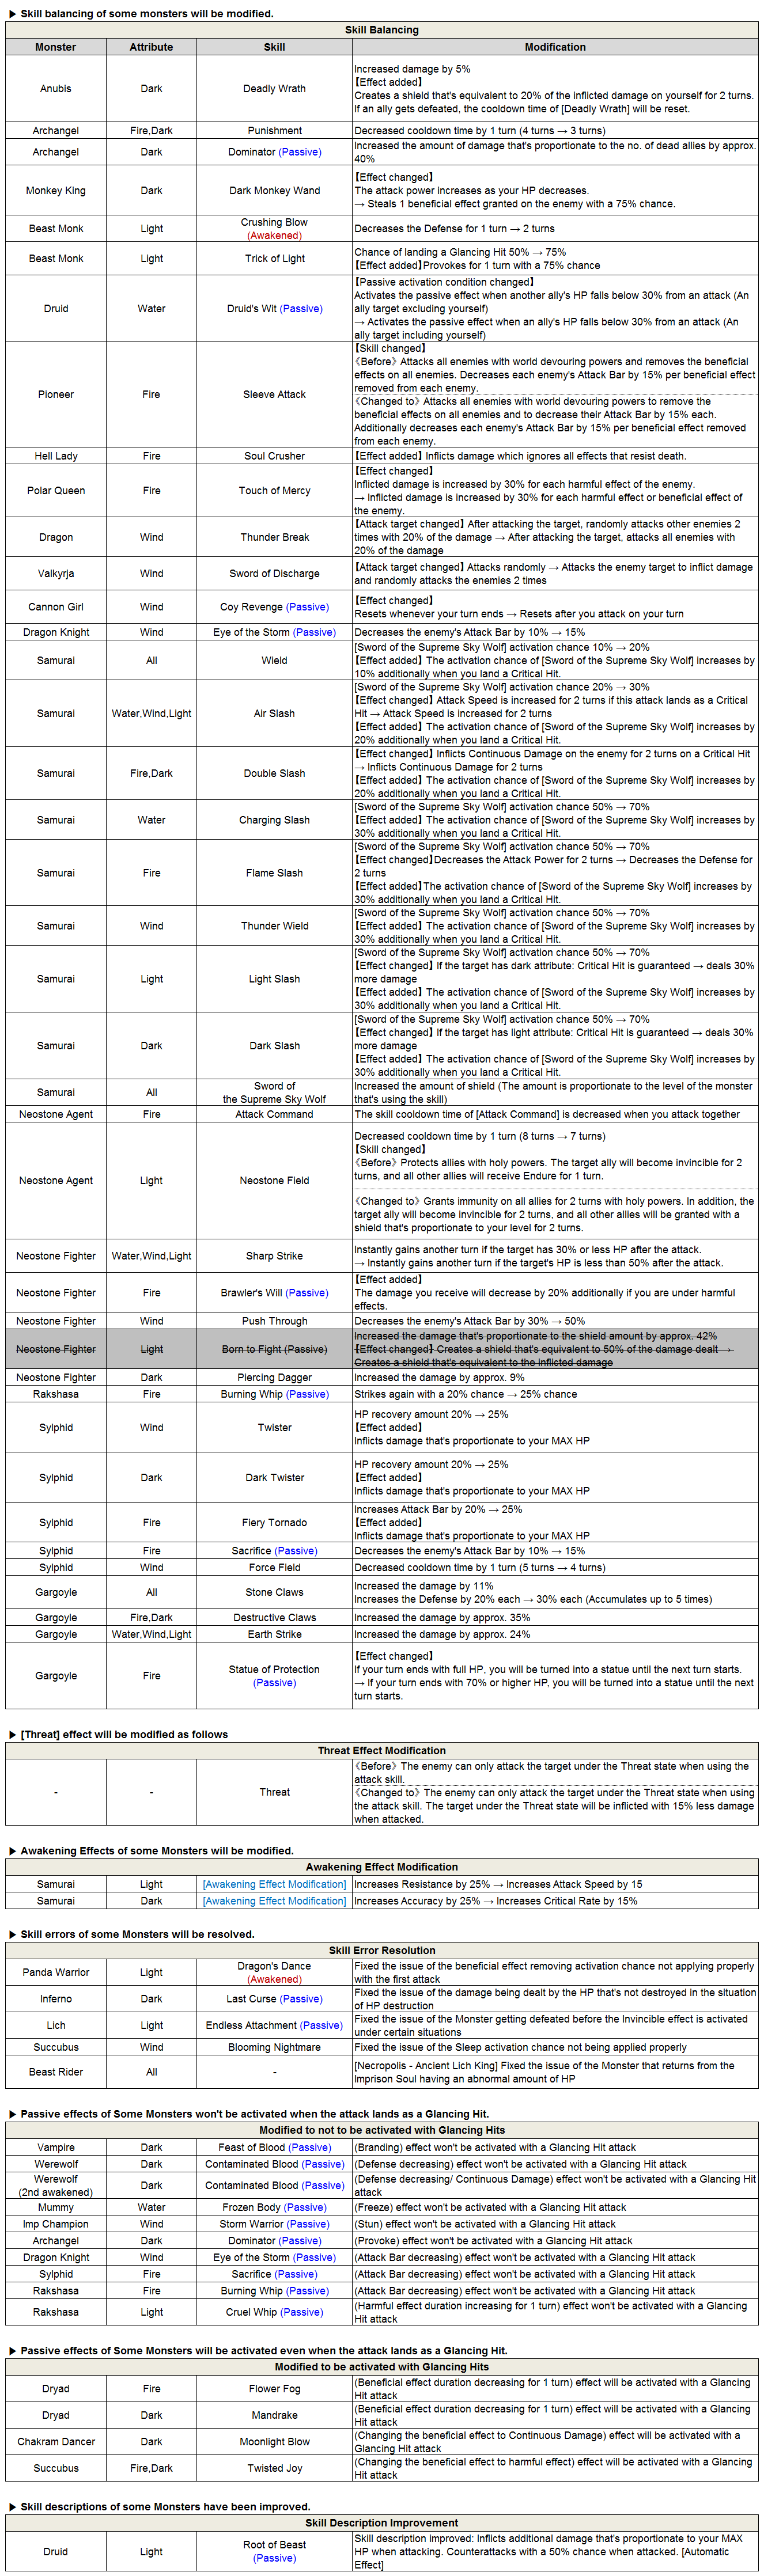 ▶ Skill balancing of some monsters will be modified.
Skill Balancing
Monster Attribute Skill Modification
Anubis Dark Deadly Wrath
Increased damage by 5%
【Effect added】
Creates a shield that's equivalent to 20% of the inflicted damage on yourself for 2 turns.
If an ally gets defeated, the cooldown time of [Deadly Wrath] will be reset.
Archangel Fire,Dark Punishment Decreased cooldown time by 1 turn (4 turns → 3 turns)
Archangel Dark Dominator (Passive)
Increased the amount of damage that's proportionate to the no. of dead allies by approx.
40%
Monkey King Dark Dark Monkey Wand
【Effect changed】
The attack power increases as your HP decreases.
→ Steals 1 beneficial effect granted on the enemy with a 75% chance.
Beast Monk Light Crushing Blow
(Awakened)
Decreases the Defense for 1 turn → 2 turns
Beast Monk Light Trick of Light
Chance of landing a Glancing Hit 50% → 75%
【Effect added】Provokes for 1 turn with a 75% chance
Druid Water Druid's Wit (Passive)
【Passive activation condition changed】
Activates the passive effect when another ally's HP falls below 30% from an attack (An
ally target excluding yourself)
→ Activates the passive effect when an ally's HP falls below 30% from an attack (An
ally target including yourself)
Pioneer Fire Sleeve Attack
【Skill changed】
《Before》Attacks all enemies with world devouring powers and removes the beneficial
effects on all enemies. Decreases each enemy's Attack Bar by 15% per beneficial effect
removed from each enemy.
《Changed to》Attacks all enemies with world devouring powers to remove the
beneficial effects on all enemies and to decrease their Attack Bar by 15% each.
Additionally decreases each enemy's Attack Bar by 15% per beneficial effect removed
from each enemy.
Hell Lady Fire Soul Crusher 【Effect added】Inflicts damage which ignores all effects that resist death.
Polar Queen Fire Touch of Mercy
【Effect changed】
Inflicted damage is increased by 30% for each harmful effect of the enemy.
→ Inflicted damage is increased by 30% for each harmful effect or beneficial effect of
the enemy.
Dragon Wind Thunder Break
【Attack target changed】After attacking the target, randomly attacks other enemies 2
times with 20% of the damage → After attacking the target, attacks all enemies with
20% of the damage
Valkyrja Wind Sword of Discharge
【Attack target changed】Attacks randomly → Attacks the enemy target to inflict damage
and randomly attacks the enemies 2 times
Cannon Girl Wind Coy Revenge (Passive)
【Effect changed】
Resets whenever your turn ends → Resets after you attack on your turn
Dragon Knight Wind Eye of the Storm (Passive) Decreases the enemy's Attack Bar by 10% → 15%
Samurai All Wield
[Sword of the Supreme Sky Wolf] activation chance 10% → 20%
【Effect added】The activation chance of [Sword of the Supreme Sky Wolf] increases by
10% additionally when you land a Critical Hit.
Samurai Water,Wind,Light Air Slash
[Sword of the Supreme Sky Wolf] activation chance 20% → 30%
【Effect changed】Attack Speed is increased for 2 turns if this attack lands as a Critical
Hit → Attack Speed is increased for 2 turns
【Effect added】The activation chance of [Sword of the Supreme Sky Wolf] increases by
20% additionally when you land a Critical Hit.
Samurai Fire,Dark Double Slash
【Effect changed】Inflicts Continuous Damage on the enemy for 2 turns on a Critical Hit
→ Inflicts Continuous Damage for 2 turns
【Effect added】The activation chance of [Sword of the Supreme Sky Wolf] increases by
20% additionally when you land a Critical Hit.
Samurai Water Charging Slash
[Sword of the Supreme Sky Wolf] activation chance 50% → 70%
【Effect added】The activation chance of [Sword of the Supreme Sky Wolf] increases by
30% additionally when you land a Critical Hit.
Samurai Fire Flame Slash
[Sword of the Supreme Sky Wolf] activation chance 50% → 70%
【Effect changed】Decreases the Attack Power for 2 turns → Decreases the Defense for
2 turns
【Effect added】The activation chance of [Sword of the Supreme Sky Wolf] increases by
30% additionally when you land a Critical Hit.
Samurai Wind Thunder Wield
[Sword of the Supreme Sky Wolf] activation chance 50% → 70%
【Effect added】The activation chance of [Sword of the Supreme Sky Wolf] increases by
30% additionally when you land a Critical Hit.
Samurai Light Light Slash
[Sword of the Supreme Sky Wolf] activation chance 50% → 70%
【Effect changed】If the target has dark attribute: Critical Hit is guaranteed → deals 30%
more damage
【Effect added】The activation chance of [Sword of the Supreme Sky Wolf] increases by
30% additionally when you land a Critical Hit.
Samurai Dark Dark Slash
[Sword of the Supreme Sky Wolf] activation chance 50% → 70%
【Effect changed】If the target has light attribute: Critical Hit is guaranteed → deals 30%
more damage
【Effect added】The activation chance of [Sword of the Supreme Sky Wolf] increases by
30% additionally when you land a Critical Hit.
Samurai All Sword of
the Supreme Sky Wolf
Increased the amount of shield (The amount is proportionate to the level of the monster
that's using the skill)
Neostone Agent Fire Attack Command The skill cooldown time of [Attack Command] is decreased when you attack together
Neostone Agent Light Neostone Field
Decreased cooldown time by 1 turn (8 turns → 7 turns)
【Skill changed】
《Before》Protects allies with holy powers. The target ally will become invincible for 2
turns, and all other allies will receive Endure for 1 turn.
《Changed to》Grants immunity on all allies for 2 turns with holy powers. In addition, the
target ally will become invincible for 2 turns, and all other allies will be granted with a
shield that's proportionate to your level for 2 turns.
Neostone Fighter Water,Wind,Light Sharp Strike
Instantly gains another turn if the target has 30% or less HP after the attack.
→ Instantly gains another turn if the target's HP is less than 50% after the attack.
Neostone Fighter Fire Brawler's Will (Passive)
【Effect added】
The damage you receive will decrease by 20% additionally if you are under harmful
effects.
Neostone Fighter Wind Push Through Decreases the enemy's Attack Bar by 30% → 50%
Neostone Fighter Light Born to Fight (Passive)
Increased the damage that's proportionate to the shield amount by approx. 42%
【Effect changed】Creates a shield that's equivalent to 50% of the damage dealt →
Creates a shield that's equivalent to the inflicted damage
Neostone Fighter Dark Piercing Dagger Increased the damage by approx. 9%
Rakshasa Fire Burning Whip (Passive) Strikes again with a 20% chance → 25% chance
Sylphid Wind Twister
HP recovery amount 20% → 25%
【Effect added】
Inflicts damage that's proportionate to your MAX HP
Sylphid Dark Dark Twister
HP recovery amount 20% → 25%
【Effect added】
Inflicts damage that's proportionate to your MAX HP
Sylphid Fire Fiery Tornado
Increases Attack Bar by 20% → 25%
【Effect added】
Inflicts damage that's proportionate to your MAX HP
Sylphid Fire Sacrifice (Passive) Decreases the enemy's Attack Bar by 10% → 15%
Sylphid Wind Force Field Decreased cooldown time by 1 turn (5 turns → 4 turns)
Gargoyle All Stone Claws
Increased the damage by 11%
Increases the Defense by 20% each → 30% each (Accumulates up to 5 times)
Gargoyle Fire,Dark Destructive Claws Increased the damage by approx. 35%
Gargoyle Water,Wind,Light Earth Strike Increased the damage by approx. 24%
Gargoyle Fire Statue of Protection
(Passive)
【Effect changed】
If your turn ends with full HP, you will be turned into a statue until the next turn starts.
→ If your turn ends with 70% or higher HP, you will be turned into a statue until the next
turn starts.
▶ [Threat] effect will be modified as follows
Threat Effect Modification
- - Threat
《Before》The enemy can only attack the target under the Threat state when using the
attack skill.
《Changed to》The enemy can only attack the target under the Threat state when using
the attack skill. The target under the Threat state will be inflicted with 15% less damage
when attacked.
▶ Awakening Effects of some Monsters will be modified.
Awakening Effect Modification
Samurai Light [Awakening Effect Modification] Increases Resistance by 25% → Increases Attack Speed by 15
Samurai Dark [Awakening Effect Modification] Increases Accuracy by 25% → Increases Critical Rate by 15%
▶ Skill errors of some Monsters will be resolved.
Skill Error Resolution
Panda Warrior Light Dragon's Dance
(Awakened)
Fixed the issue of the beneficial effect removing activation chance not applying properly
with the first attack
Inferno Dark Last Curse (Passive)
Fixed the issue of the damage being dealt by the HP that's not destroyed in the situation
of HP destruction
Lich Light Endless Attachment (Passive)
Fixed the issue of the Monster getting defeated before the Invincible effect is activated
under certain situations
Succubus Wind Blooming Nightmare Fixed the issue of the Sleep activation chance not being applied properly
Beast Rider All -
[Necropolis - Ancient Lich King] Fixed the issue of the Monster that returns from the
Imprison Soul having an abnormal amount of HP
▶ Passive effects of Some Monsters won't be activated when the attack lands as a Glancing Hit.
Modified to not to be activated with Glancing Hits
Vampire Dark Feast of Blood (Passive) (Branding) effect won't be activated with a Glancing Hit attack
Werewolf Dark Contaminated Blood (Passive) (Defense decreasing) effect won't be activated with a Glancing Hit attack
Werewolf
(2nd awakened)
Dark Contaminated Blood (Passive)
(Defense decreasing/ Continuous Damage) effect won't be activated with a Glancing Hit
attack
Mummy Water Frozen Body (Passive) (Freeze) effect won't be activated with a Glancing Hit attack
Imp Champion Wind Storm Warrior (Passive) (Stun) effect won't be activated with a Glancing Hit attack
Archangel Dark Dominator (Passive) (Provoke) effect won't be activated with a Glancing Hit attack
Dragon Knight Wind Eye of the Storm (Passive) (Attack Bar decreasing) effect won't be activated with a Glancing Hit attack
Sylphid Fire Sacrifice (Passive) (Attack Bar decreasing) effect won't be activated with a Glancing Hit attack
Rakshasa Fire Burning Whip (Passive) (Attack Bar decreasing) effect won't be activated with a Glancing Hit attack
Rakshasa Light Cruel Whip (Passive)
(Harmful effect duration increasing for 1 turn) effect won't be activated with a Glancing
Hit attack
▶ Passive effects of Some Monsters will be activated even when the attack lands as a Glancing Hit.
Modified to be activated with Glancing Hits
Dryad Fire Flower Fog
(Beneficial effect duration decreasing for 1 turn) effect will be activated with a Glancing
Hit attack
Dryad Dark Mandrake
(Beneficial effect duration decreasing for 1 turn) effect will be activated with a Glancing
Hit attack
Chakram Dancer Dark Moonlight Blow
(Changing the beneficial effect to Continuous Damage) effect will be activated with a
Glancing Hit attack
Succubus Fire,Dark Twisted Joy
(Changing the beneficial effect to harmful effect) effect will be activated with a Glancing
Hit attack
▶ Skill descriptions of some Monsters have been improved.
Skill Description Improvement
Druid Light Root of Beast
(Passive)
Skill description improved: Inflicts additional damage that's proportionate to your MAX
HP when attacking. Counterattacks with a 50% chance when attacked. [Automatic
Effect]